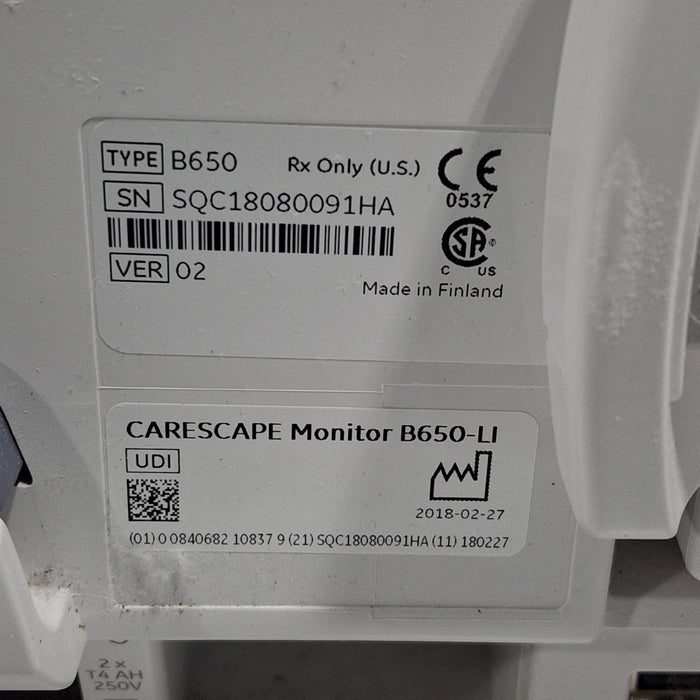 TYPE B650 Rx Only (U.S.) CE
0537
SN SQC18080091HA
SA ®
C US
VER 02
Made in Finland
CARESCAPE Monitor B650-LI
UDI
2018-02-27
(01) 0 0840682 10837 9 (21) SQC18080091HA (11) 180227
2 x
T4 AH
250V